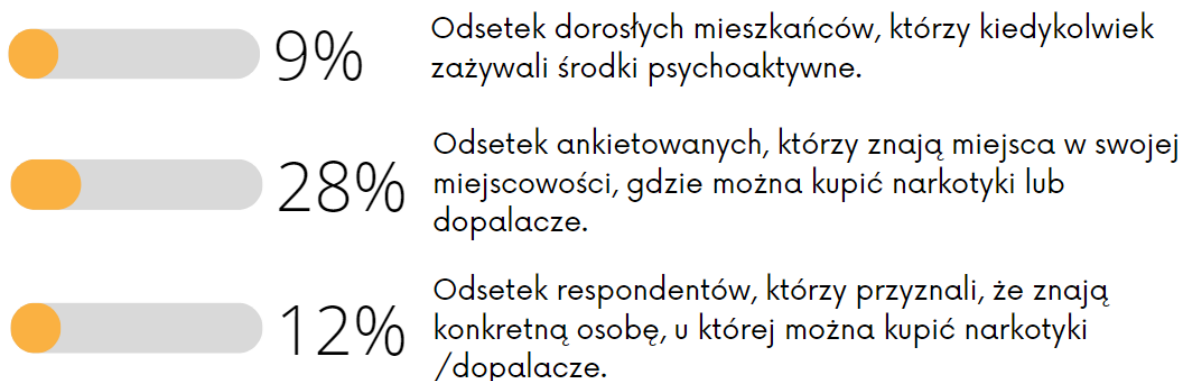 9%
Odsetek dorosłych mieszkańców, którzy kiedykolwiek
zażywali środki psychoaktywne.
28%
Odsetek ankietowanych, którzy znają miejsca w swojej
miejscowości, gdzie można kupić narkotyki lub
dopalacze.
12%
Odsetek respondentów, którzy przyznali, że znają
konkretną osobę, u której można kupić narkotyki
/dopalacze.